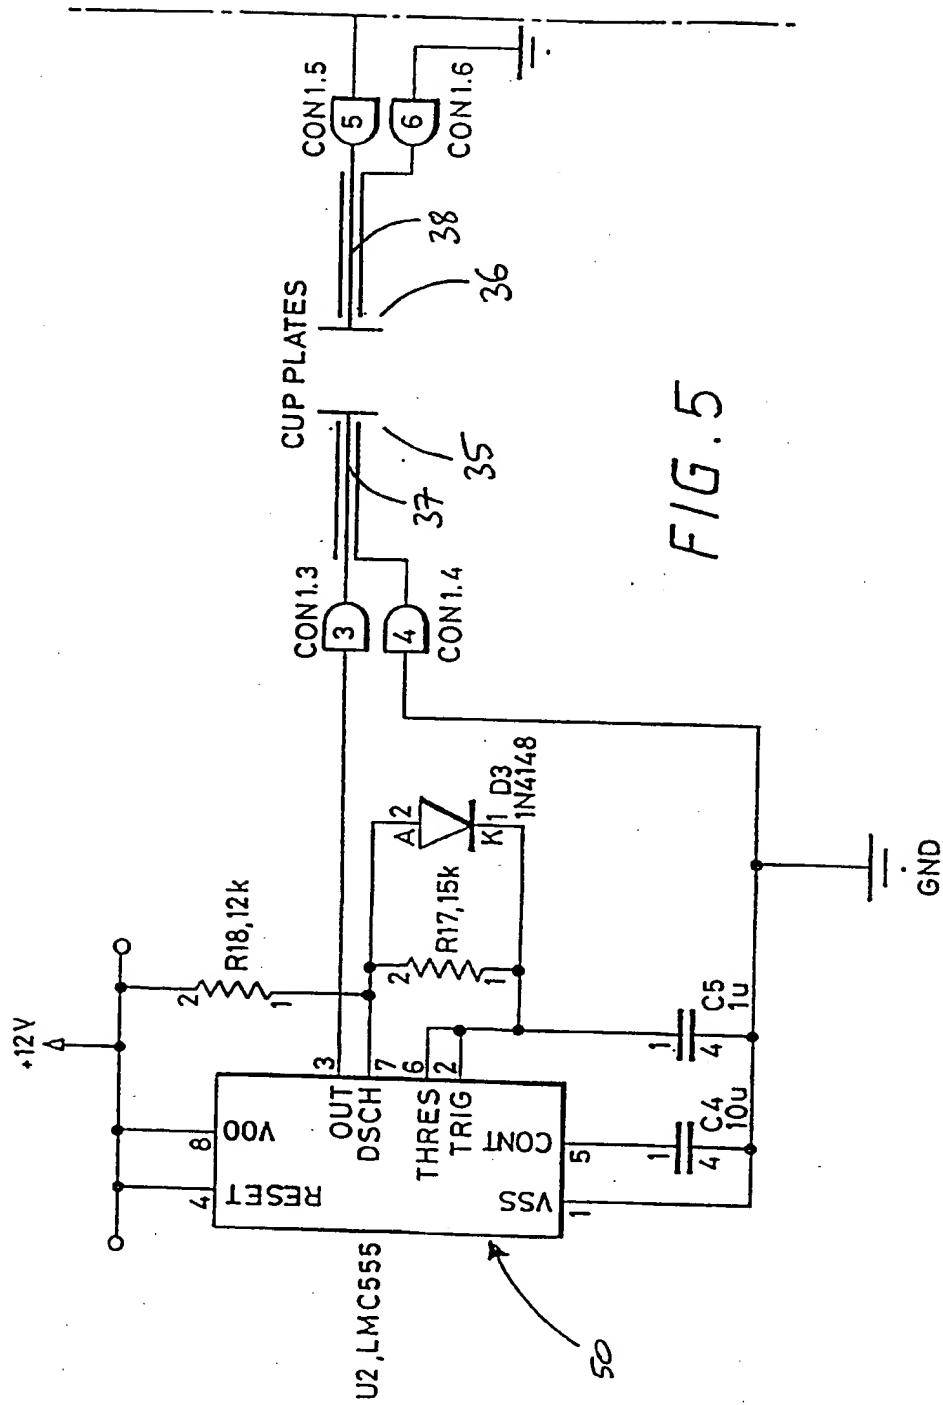 +12V
R18,12k
2
1
8
VOO
4
RESET
3
OUT
DSCH
7
THRES
6
TRIG
2
CONT
5
VSS
1
U2,LMC555
50
2
R17,15k
1
A 2
K 1
D3
1N4148
1
4
C4
10u
1
4
C5
1u
GND
CON1.3
3
4
CON1.4
37
35
CUP PLATES
36
38
CON1.5
5
6
CON1.6
FIG. 5